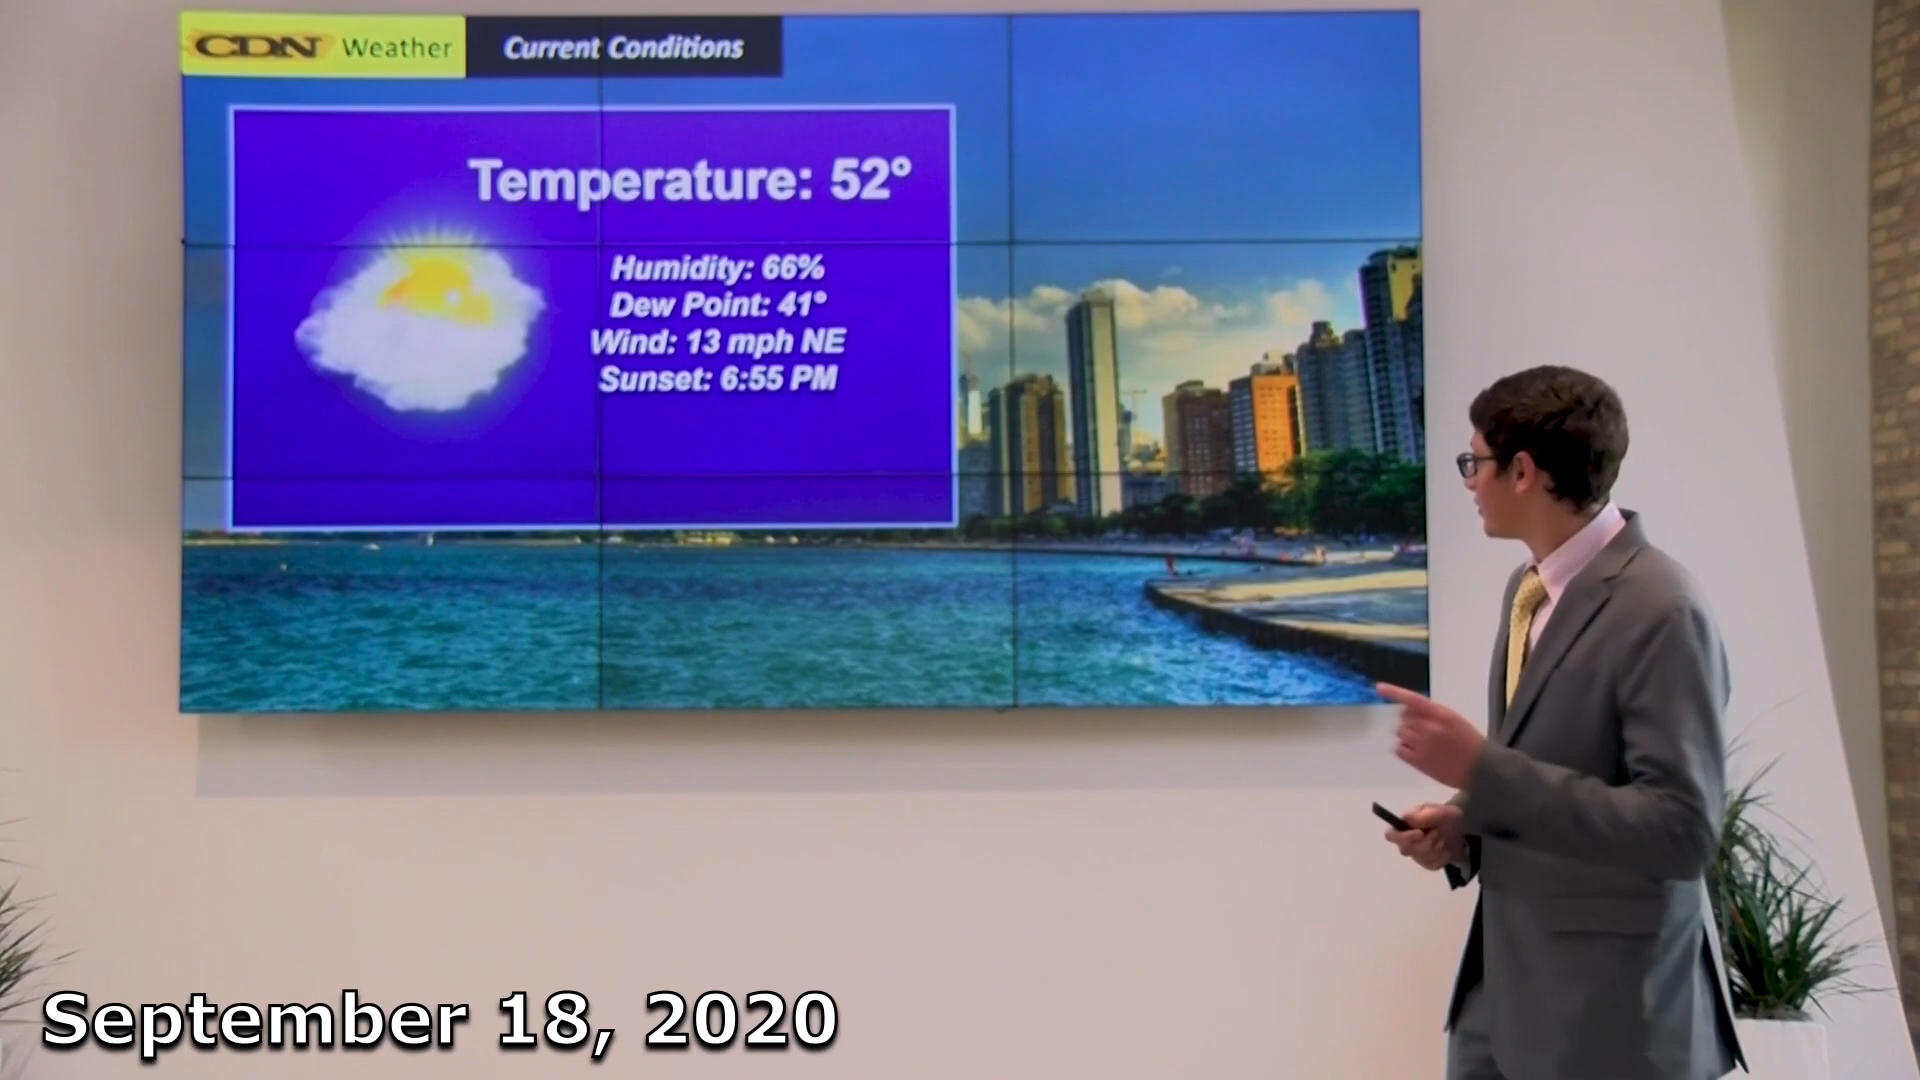 CDN Weather
Current Conditions
Temperature: 52°
Humidity: 66%
Dew Point: 41°
Wind: 13 mph NE
Sunset: 6:55 PM
September 18, 2020